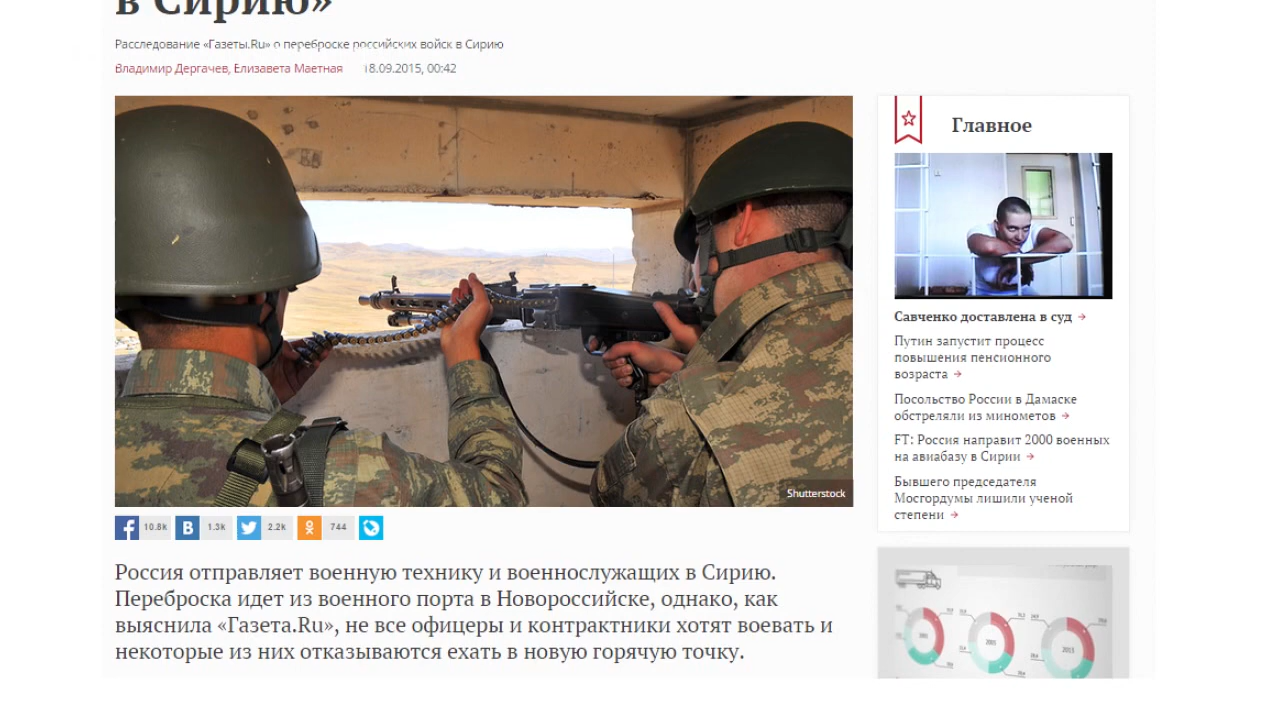 в Сирию»
Расследование «Газеты.Ru» о переброске российских войск в Сирию
Владимир Дергачев, Елизавета Маетная 18.09.2015, 00:42
Shutterstock
10.8k 1.3k 2.2k 744
Россия отправляет военную технику и военнослужащих в Сирию.
Переброска идет из военного порта в Новороссийске, однако, как
выяснила «Газета.Ru», не все офицеры и контрактники хотят воевать и
некоторые из них отказываются ехать в новую горячую точку.
Главное
Савченко доставлена в суд
Путин запустит процесс
повышения пенсионного
возраста
Посольство России в Дамаске
обстреляли из минометов
FT: Россия направит 2000 военных
на авиабазу в Сирии
Бывшего председателя
Мосгордумы лишили ученой
степени